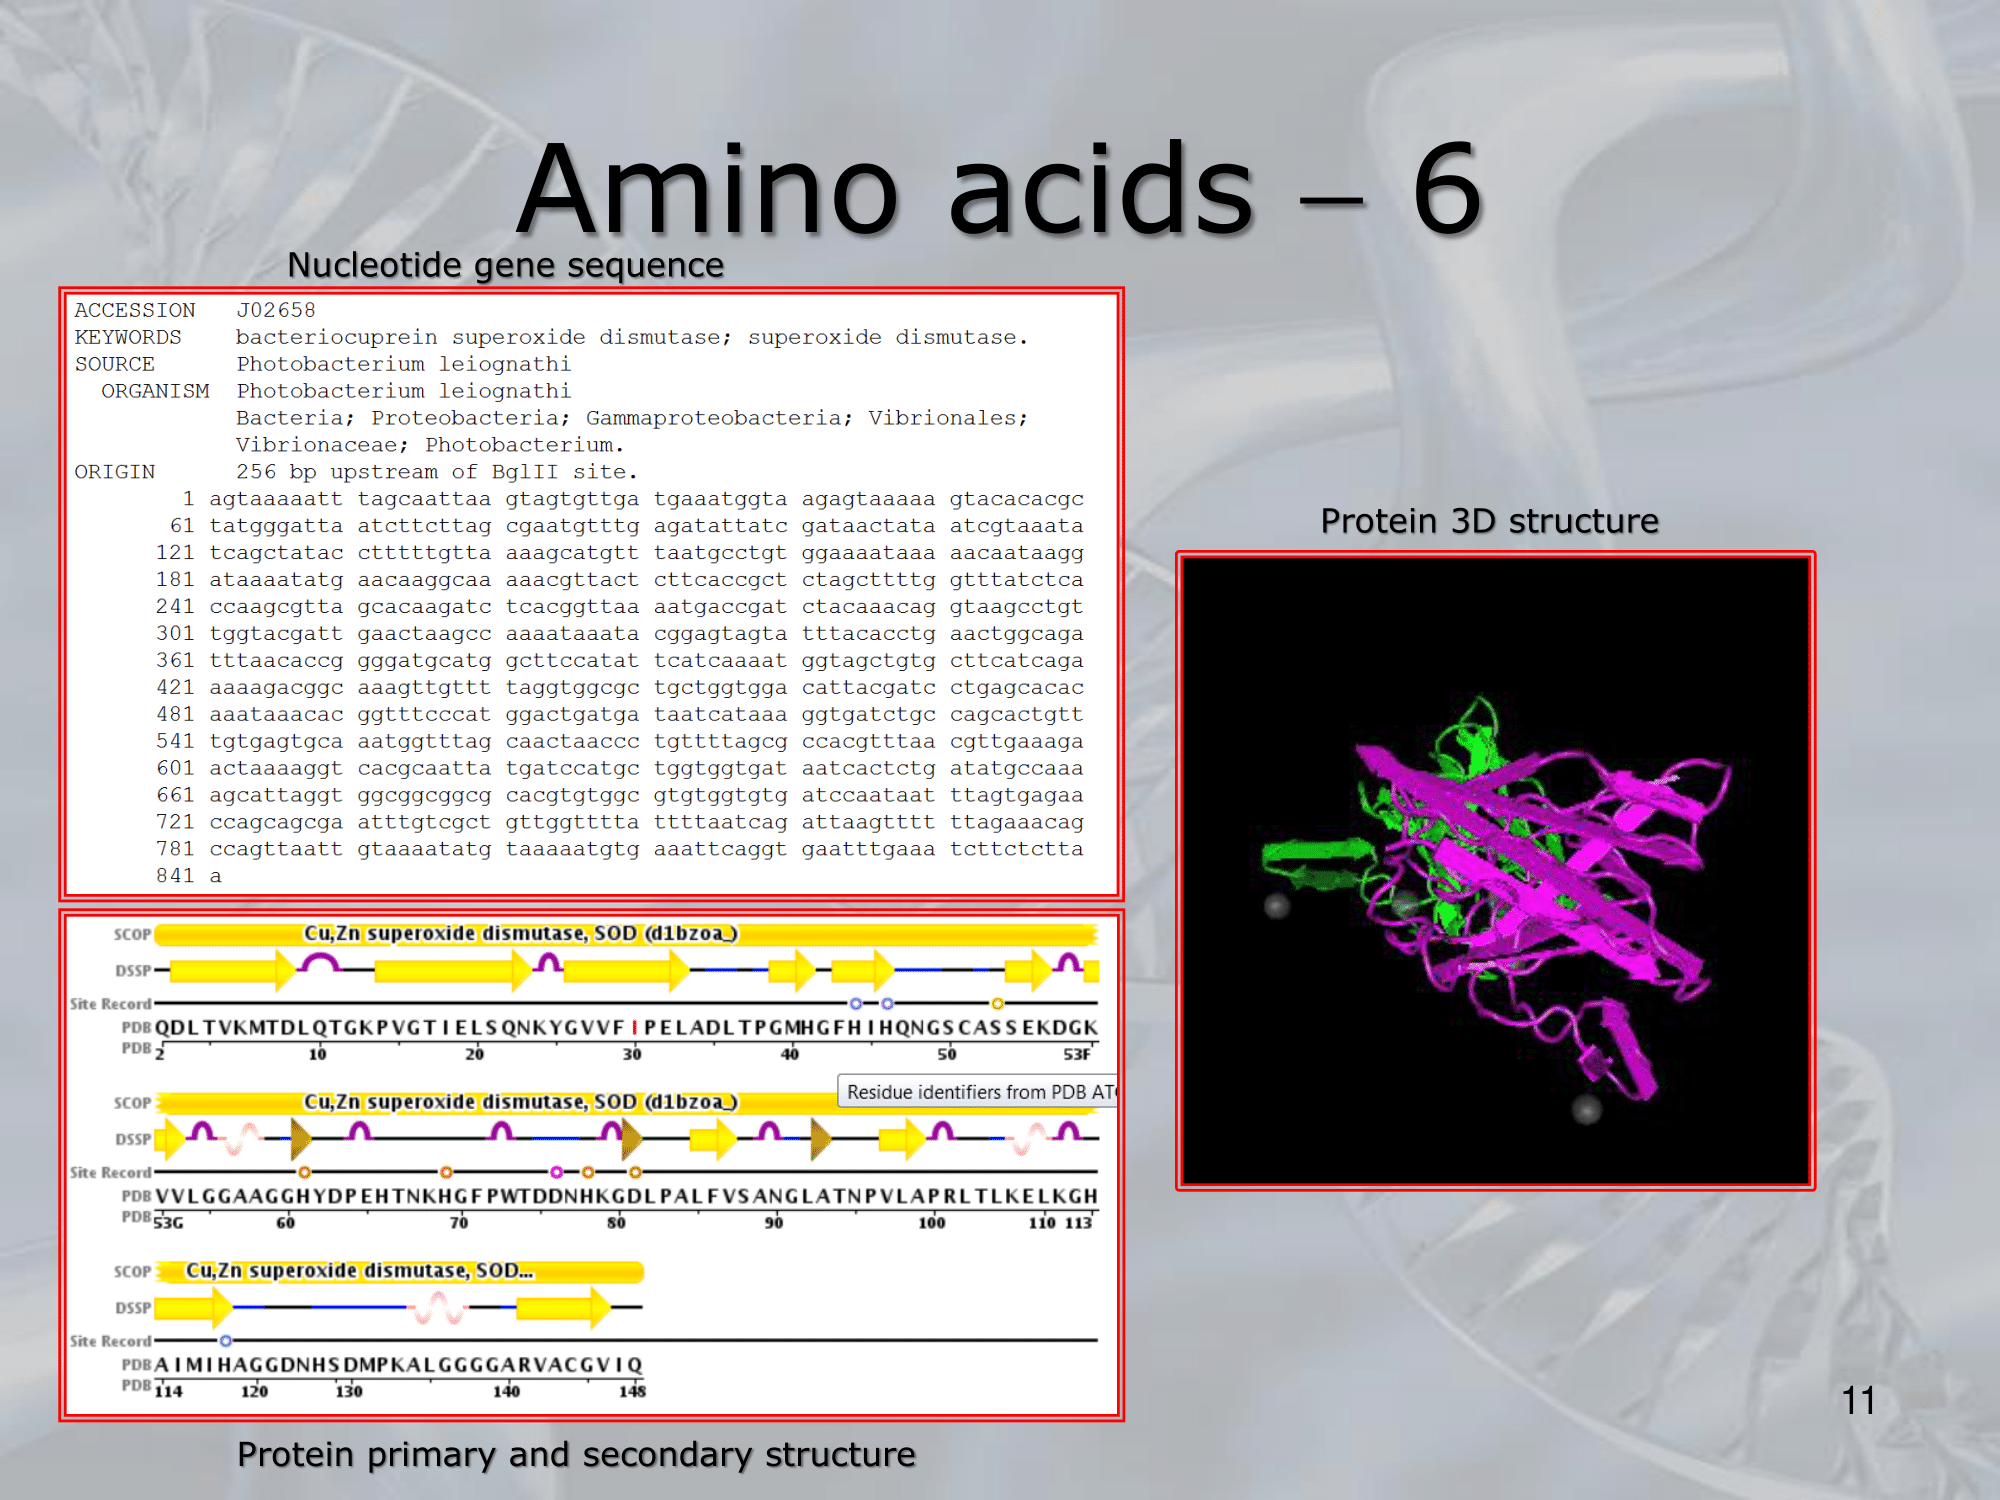 Amino acids – 6
Nucleotide gene sequence
ACCESSION J02658
KEYWORDS bacteriocuprein superoxide dismutase; superoxide dismutase.
SOURCE Photobacterium leiognathi
ORGANISM Photobacterium leiognathi
Bacteria; Proteobacteria; Gammaproteobacteria; Vibrionales;
Vibrionaceae; Photobacterium.
ORIGIN 256 bp upstream of BglII site.
1 agtaaaaatt tagcaattaa gtagtgttga tgaaatggta agagtaaaaa gtacacacgc
61 tatgggatta atcttcttag cgaatgtttg agatattatc gataactata atcgtaaata
121 tcagctatac ctttttgtta aaagcatgtt taatgcctgt ggaaaataaa aacaataagg
181 ataaaatatg aacaaggcaa aaacgttact cttcaccgct ctagcttttg gtttatctca
241 ccaagcgtta gcacaagatc tcacggttaa aatgaccgat ctacaaacag gtaagcctgt
301 tggtacgatt gaactaagcc aaaataaata cggagtagta tttacacctg aactggcaga
361 tttaacaccg gggatgcatg gcttccatat tcatcaaaat ggtagctgtg cttcatcaga
421 aaaagacggc aaagttgttt taggtggcgc tgctggtgga cattacgatc ctgagcacac
481 aaataaacac ggtttcccat ggactgatga taatcataaa ggtgatctgc cagcactgtt
541 tgtgagtgca aatggtttag caactaaccc tgttttagcg ccacgtttaa cgttgaaaga
601 actaaaaggt cacgcaatta tgatccatgc tggtggtgat aatcactctg atatgccaaa
661 agcattaggt ggcggcggcg cacgtgtggc gtgtggtgtg atccaataat ttagtgagaa
721 ccagcagcga atttgtcgct gttggtttta ttttaatcag attaagtttt ttagaaacag
781 ccagttaatt gtaaaatatg taaaaatgtg aaattcaggt gaatttgaaa tcttctctta
841 a
Protein 3D structure
SCOP Cu,Zn superoxide dismutase, SOD (d1bzoa_)
DSSP
Site Record
PDB QDLTVKMTDLQTGKPVGTIELSQNKYGVVFIPELADLTPGMHGFHIHQNGSCASSEKDGK
PDB 2 10 20 30 40 50 53F
Residue identifiers from PDB AT
SCOP Cu,Zn superoxide dismutase, SOD (d1bzoa_)
DSSP
Site Record
PDB VVLGGAAGGHYDPEHTNKHGFPWTDDNHKGDLPALFVSANGLATNPVLAPRLTLKELKGH
PDB 53G 60 70 80 90 100 110 113
SCOP Cu,Zn superoxide dismutase, SOD...
DSSP
Site Record
PDB AIMIHAGGDNHSDMPKALGGGGARVACGVIQ
PDB 114 120 130 140 148
11
Protein primary and secondary structure